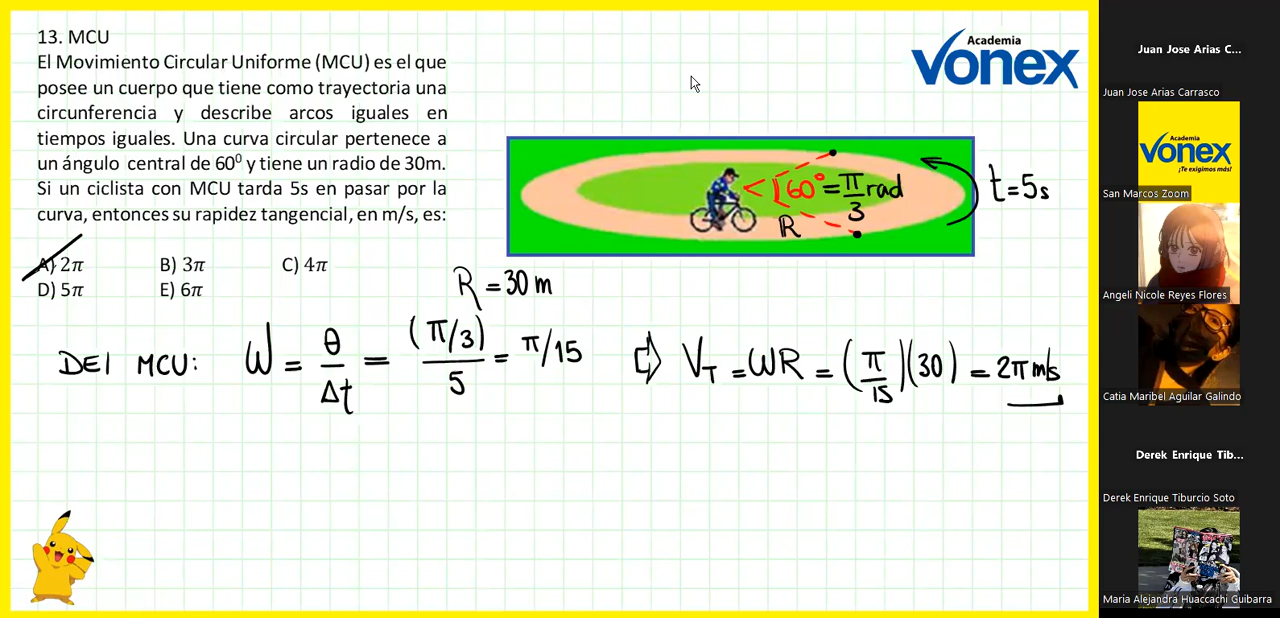 13. MCU
El Movimiento Circular Uniforme (MCU) es el que
posee un cuerpo que tiene como trayectoria una
circunferencia y describe arcos iguales en
tiempos iguales. Una curva circular pertenece a
un ángulo central de 60⁰ y tiene un radio de 30m.
Si un ciclista con MCU tarda 5s en pasar por la
curva, entonces su rapidez tangencial, en m/s, es:
A) 2π B) 3π C) 4π
D) 5π E) 6π
Academia
Vonex
60° = π/3 rad
R
t = 5s
R = 30 m
DEL MCU: W = θ/Δt = (π/3)/5 = π/15 ⇨ V_T = WR = (π/15)(30) = 2π m/s
Juan Jose Arias C...
Juan Jose Arias Carrasco
Academia
Vonex
¡Te exigimos más!
San Marcos Zoom
Angeli Nicole Reyes Flores
Catia Maribel Aguilar Galindo
Derek Enrique Tib...
Derek Enrique Tiburcio Soto
Maria Alejandra Huaccachi Guibarra